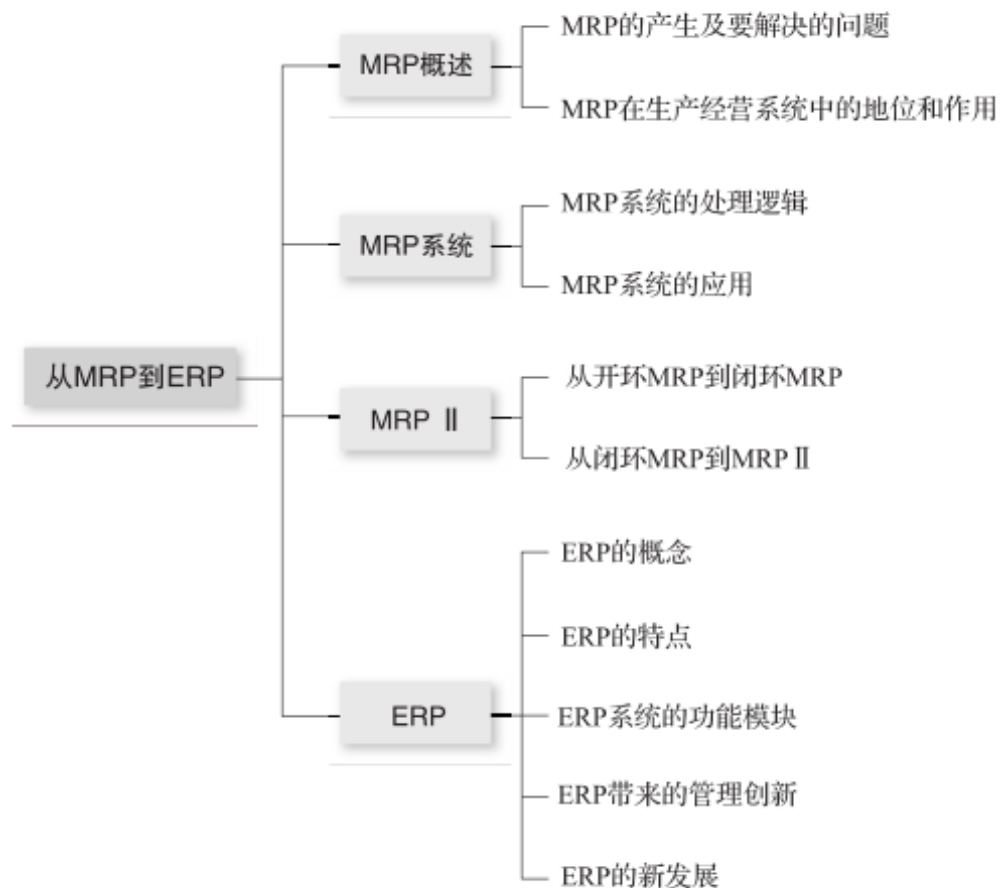 从MRP到ERP
MRP概述
MRP的产生及要解决的问题
MRP在生产经营系统中的地位和作用
MRP系统
MRP系统的处理逻辑
MRP系统的应用
MRP Ⅱ
从开环MRP到闭环MRP
从闭环MRP到MRPⅡ
ERP
ERP的概念
ERP的特点
ERP系统的功能模块
ERP带来的管理创新
ERP的新发展